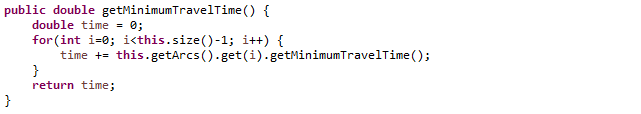 public double getMinimumTravelTime() {
    double time = 0;
    for(int i=0; i<this.size()-1; i++) {
        time += this.getArcs().get(i).getMinimumTravelTime();
    }
    return time;
}